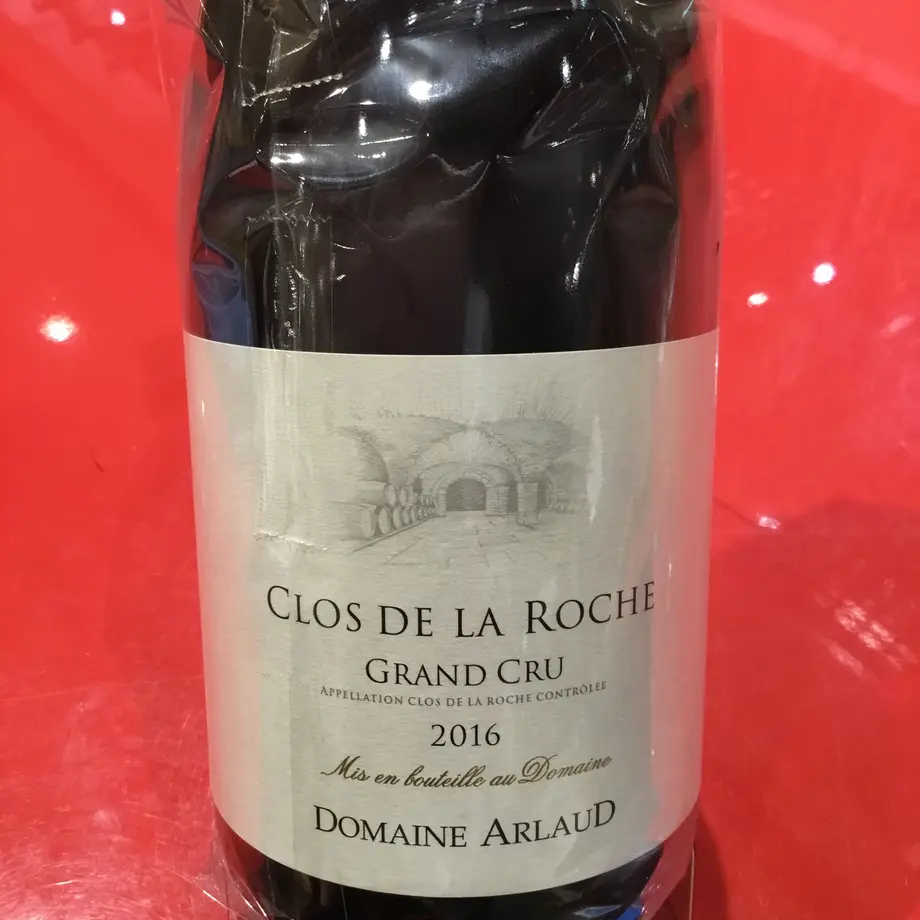 CLOS DE LA ROCHE
GRAND CRU
APPELLATION CLOS DE LA ROCHE CONTRÔLÉE
2016
Mis en bouteille au Domaine
DOMAINE ARLAUD